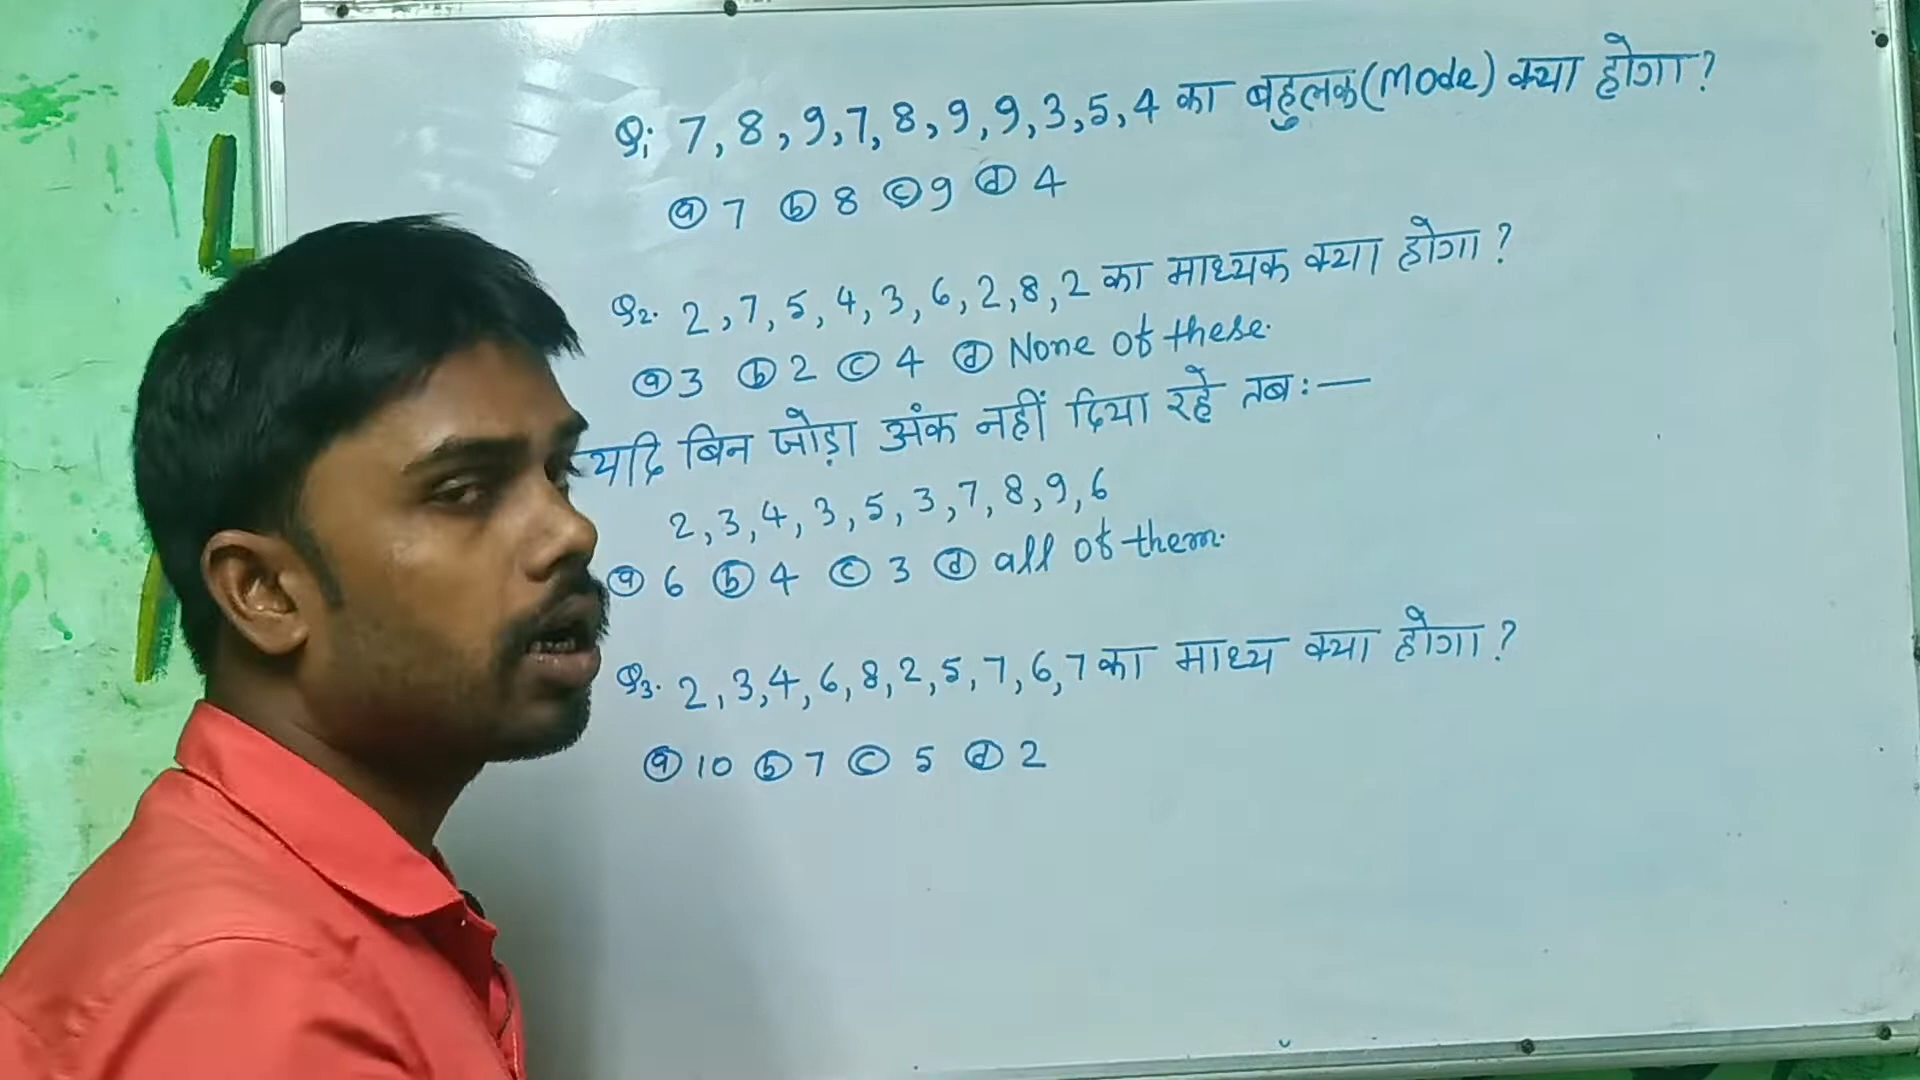 Q1 7, 8, 9, 7, 8, 9, 9, 3, 5, 4 का बहुलक (Mode) क्या होगा?
ⓐ 7 ⓑ 8 ⓒ 9 ⓓ 4
Q2. 2, 7, 5, 4, 3, 6, 2, 8, 2 का माध्यक क्या होगा?
ⓐ 3 ⓑ 2 ⓒ 4 ⓓ None of these.
यदि बिन जोड़ा अंक नहीं दिया रहे तब :—
2, 3, 4, 3, 5, 3, 7, 8, 9, 6
ⓐ 6 ⓑ 4 ⓒ 3 ⓓ all of them.
Q3. 2, 3, 4, 6, 8, 2, 5, 7, 6, 7 का माध्य क्या होगा?
ⓐ 10 ⓑ 7 ⓒ 5 ⓓ 2